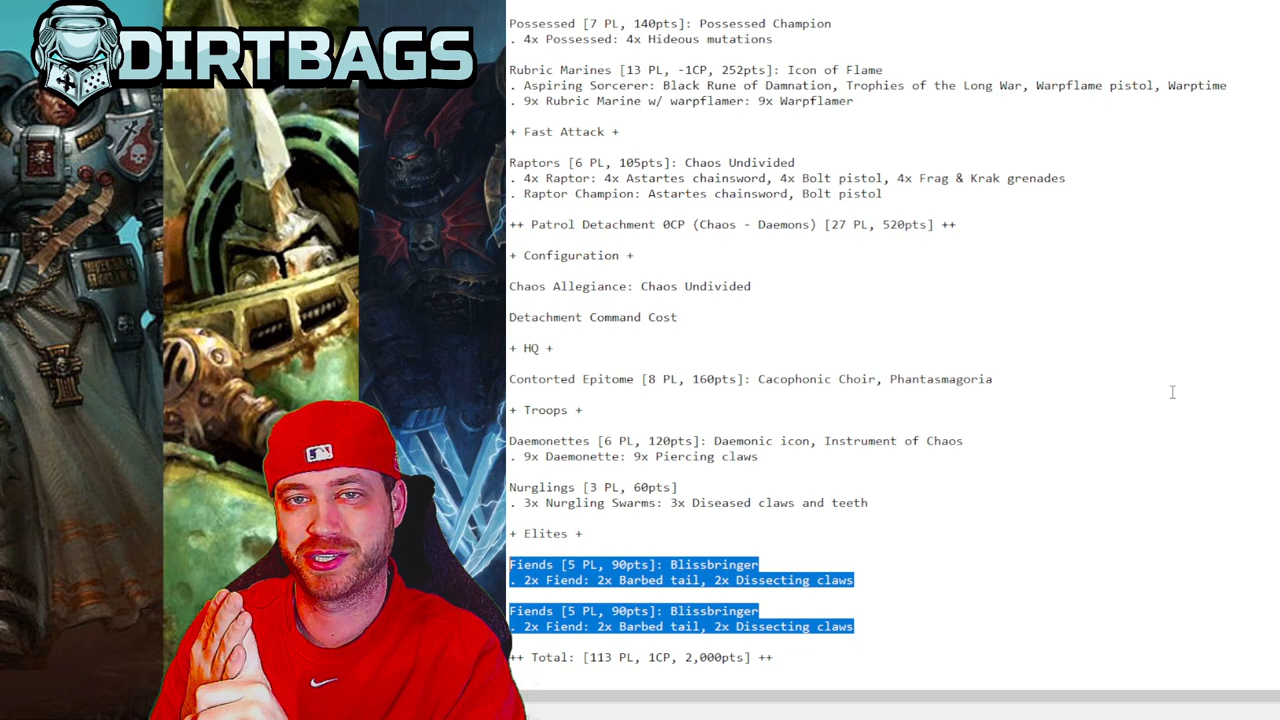 DIRTBAGS
Possessed [7 PL, 140pts]: Possessed Champion
. 4x Possessed: 4x Hideous mutations
Rubric Marines [13 PL, -1CP, 252pts]: Icon of Flame
. Aspiring Sorcerer: Black Rune of Damnation, Trophies of the Long War, Warpflame pistol, Warptime
. 9x Rubric Marine w/ warpflamer: 9x Warpflamer
+ Fast Attack +
Raptors [6 PL, 105pts]: Chaos Undivided
. 4x Raptor: 4x Astartes chainsword, 4x Bolt pistol, 4x Frag & Krak grenades
. Raptor Champion: Astartes chainsword, Bolt pistol
++ Patrol Detachment 0CP (Chaos - Daemons) [27 PL, 520pts] ++
+ Configuration +
Chaos Allegiance: Chaos Undivided
Detachment Command Cost
+ HQ +
Contorted Epitome [8 PL, 160pts]: Cacophonic Choir, Phantasmagoria
+ Troops +
Daemonettes [6 PL, 120pts]: Daemonic icon, Instrument of Chaos
. 9x Daemonette: 9x Piercing claws
Nurglings [3 PL, 60pts]
. 3x Nurgling Swarms: 3x Diseased claws and teeth
+ Elites +
Fiends [5 PL, 90pts]: Blissbringer
. 2x Fiend: 2x Barbed tail, 2x Dissecting claws
Fiends [5 PL, 90pts]: Blissbringer
. 2x Fiend: 2x Barbed tail, 2x Dissecting claws
++ Total: [113 PL, 1CP, 2,000pts] ++